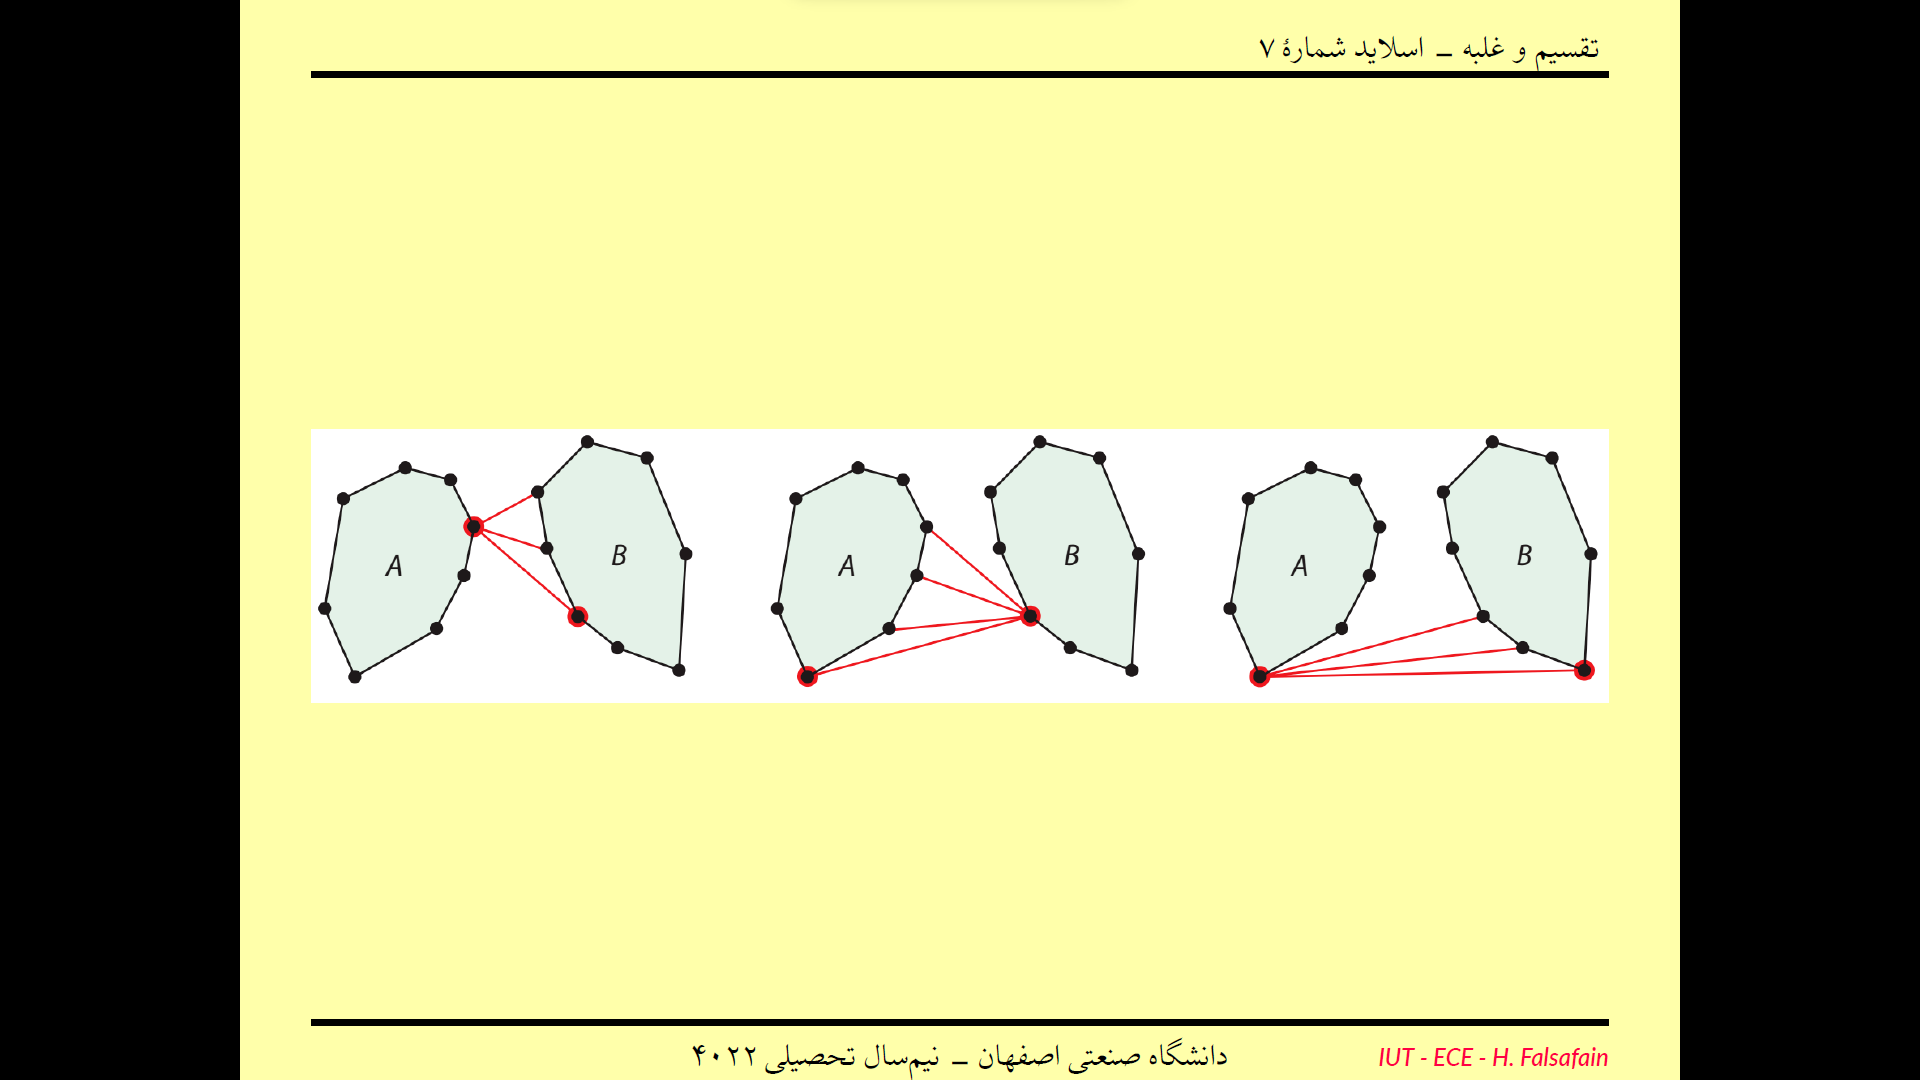 تقسیم و غلبه – اسلاید شمارهٔ ۷
A
B
A
B
A
B
دانشگاه صنعتی اصفهان – نیم‌سال تحصیلی ۴۰۲۲
IUT - ECE - H. Falsafain